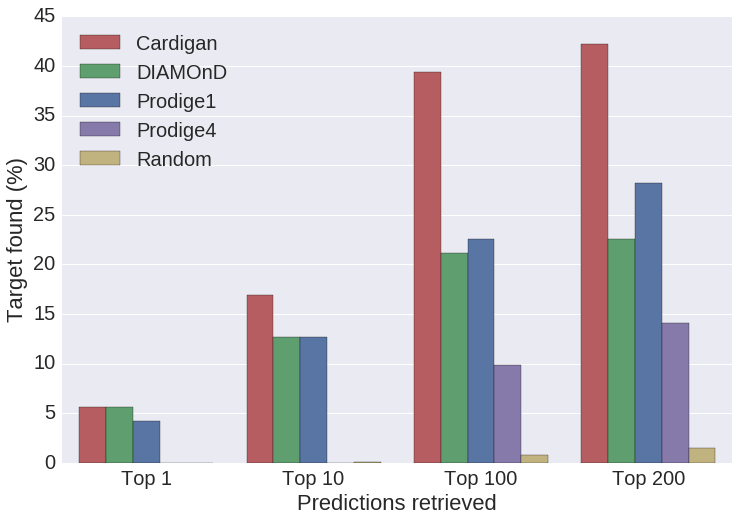 45
40
35
30
25
20
15
10
5
0
Target found (%)
Cardigan
DIAMOnD
Prodige1
Prodige4
Random
Top 1 Top 10 Top 100 Top 200
Predictions retrieved